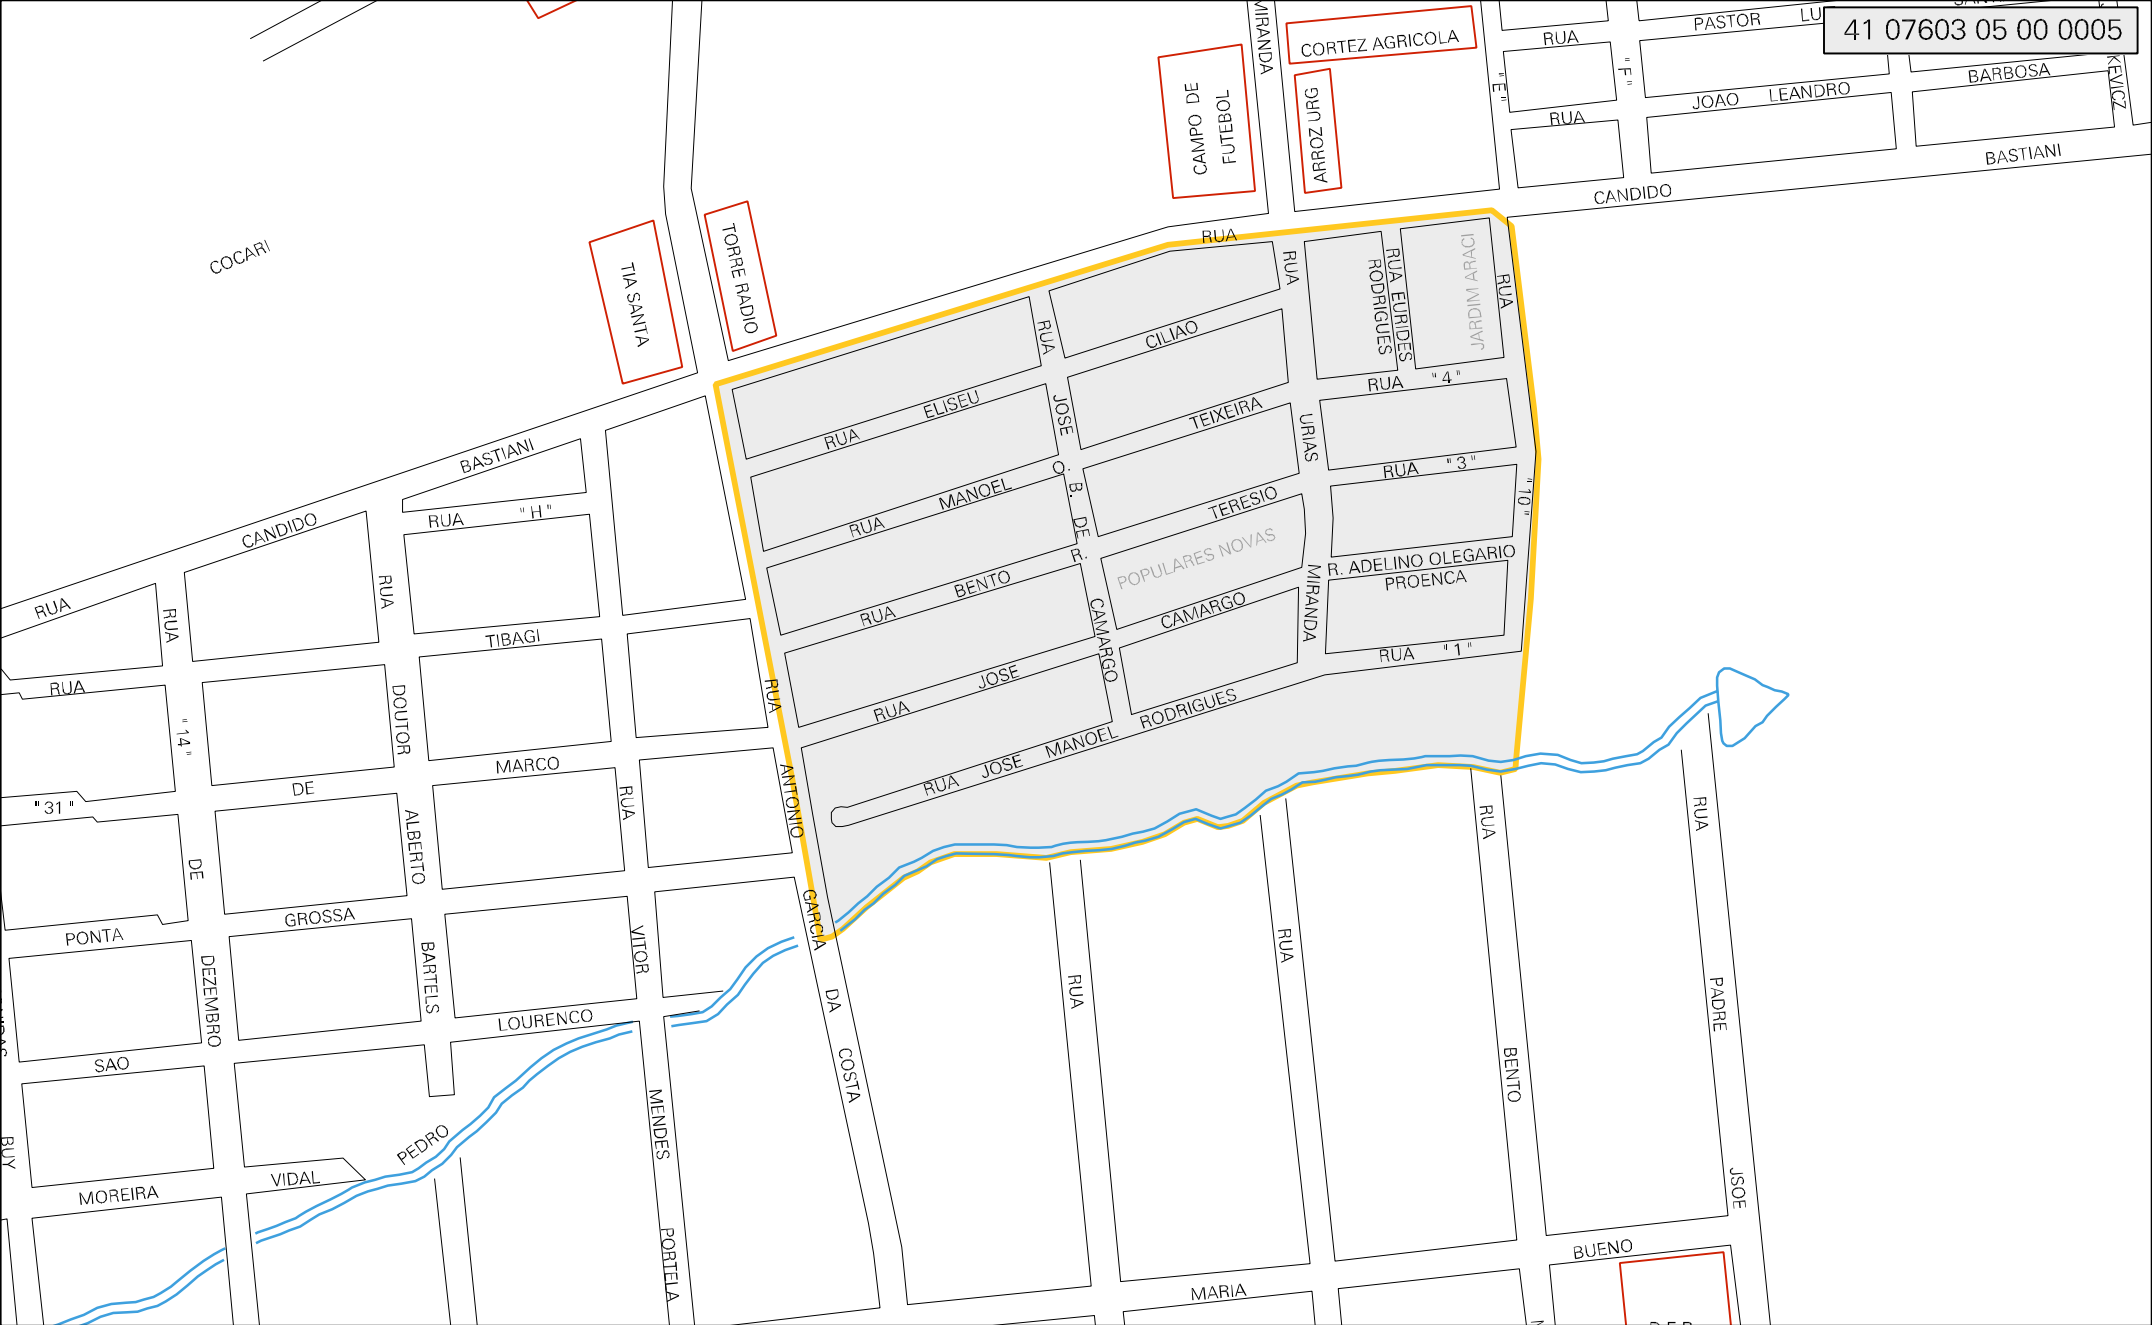 41 07603 05 00 0005
PASTOR
RUA
CORTEZ AGRICOLA
MIRANDA
"E"
"F"
BARBOSA
JOAO LEANDRO
KEVICZ
CAMPO DE
FUTEBOL
ARROZ URG
RUA
BASTIANI
CANDIDO
COCARI
TIA SANTA
TORRE RADIO
RUA
RUA
RUA
JARDIM ARACI
RUA EURIDES
RODRIGUES
RUA
CILIAO
RUA "4"
RUA ELISEU
JOSE
TEIXEIRA
URIAS
BASTIANI
RUA "3"
RUA MANOEL
O.
B.
DE
R.
TERESIO
"10"
RUA "H"
CANDIDO
POPULARES NOVAS
R. ADELINO OLEGARIO
PROENCA
RUA BENTO
CAMARGO
CAMARGO
MIRANDA
RUA
RUA
RUA
TIBAGI
RUA "1"
RUA
RUA JOSE
RUA
"14"
DOUTOR
RODRIGUES
MANOEL
JOSE
RUA
MARCO
DE
"31"
RUA
ANTONIO
ALBERTO
RUA
RUA
DE
GROSSA
PONTA
GARCIA
VITOR
BARTELS
DEZEMBRO
RUA
RUA
DA
PADRE
LOURENCO
SAO
COSTA
BENTO
PEDRO
MENDES
BUY
VIDAL
MOREIRA
JSOE
PORTELA
BUENO
MARIA